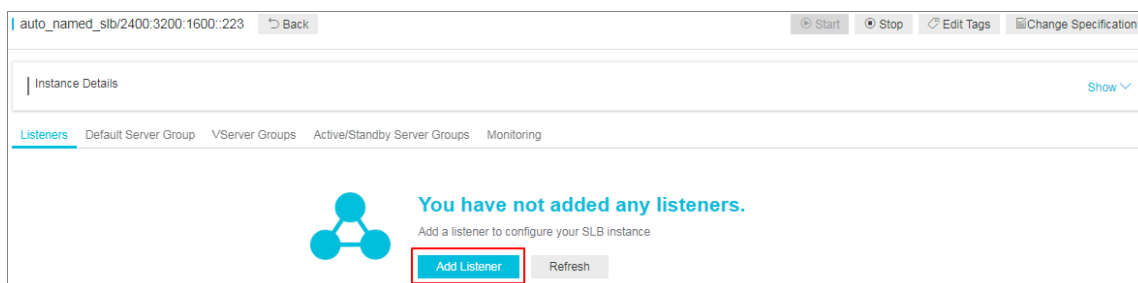 auto_named_slb/2400:3200:1600::223 Back Start Stop Edit Tags Change Specification
Instance Details Show
Listeners Default Server Group VServer Groups Active/Standby Server Groups Monitoring
You have not added any listeners.
Add a listener to configure your SLB instance
Add Listener Refresh